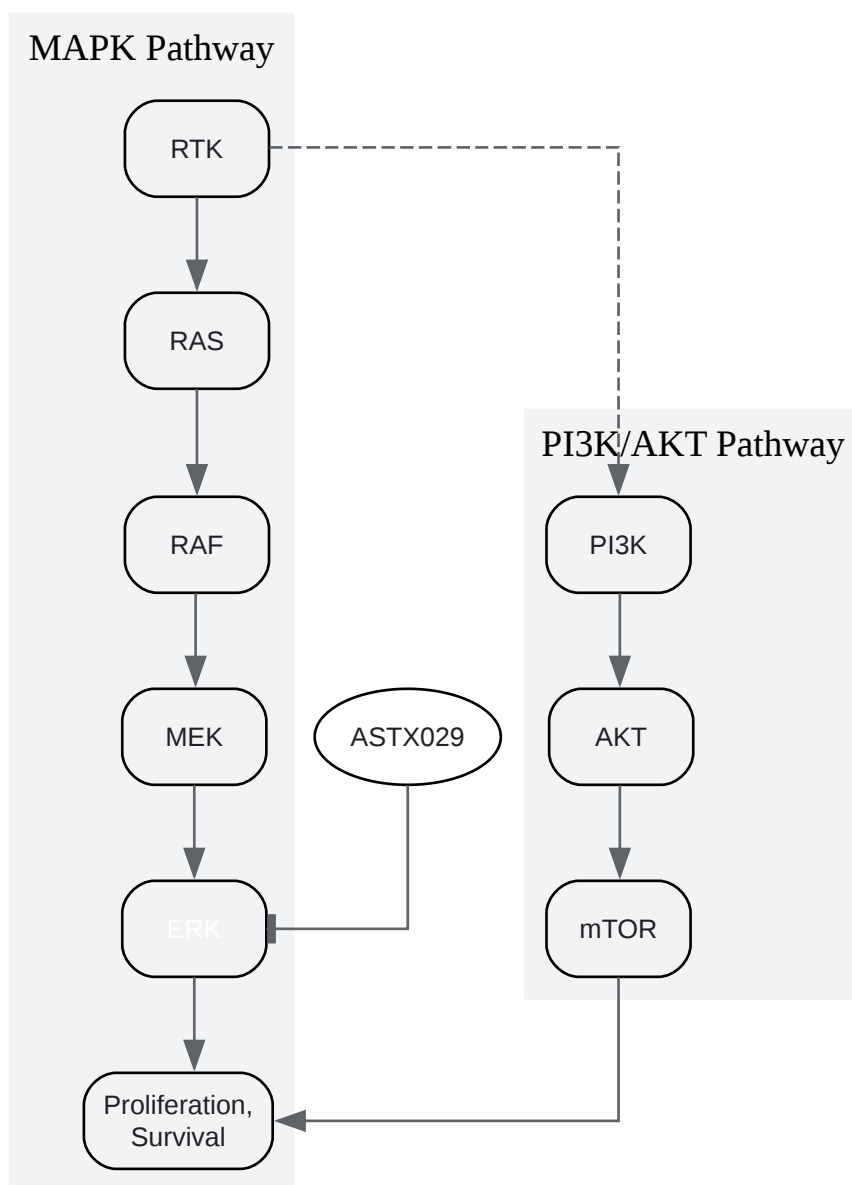 MAPK Pathway
RTK
RAS
PI3K/AKT Pathway
RAF
PI3K
MEK
ASTX029
AKT
ERK
mTOR
Proliferation,
Survival